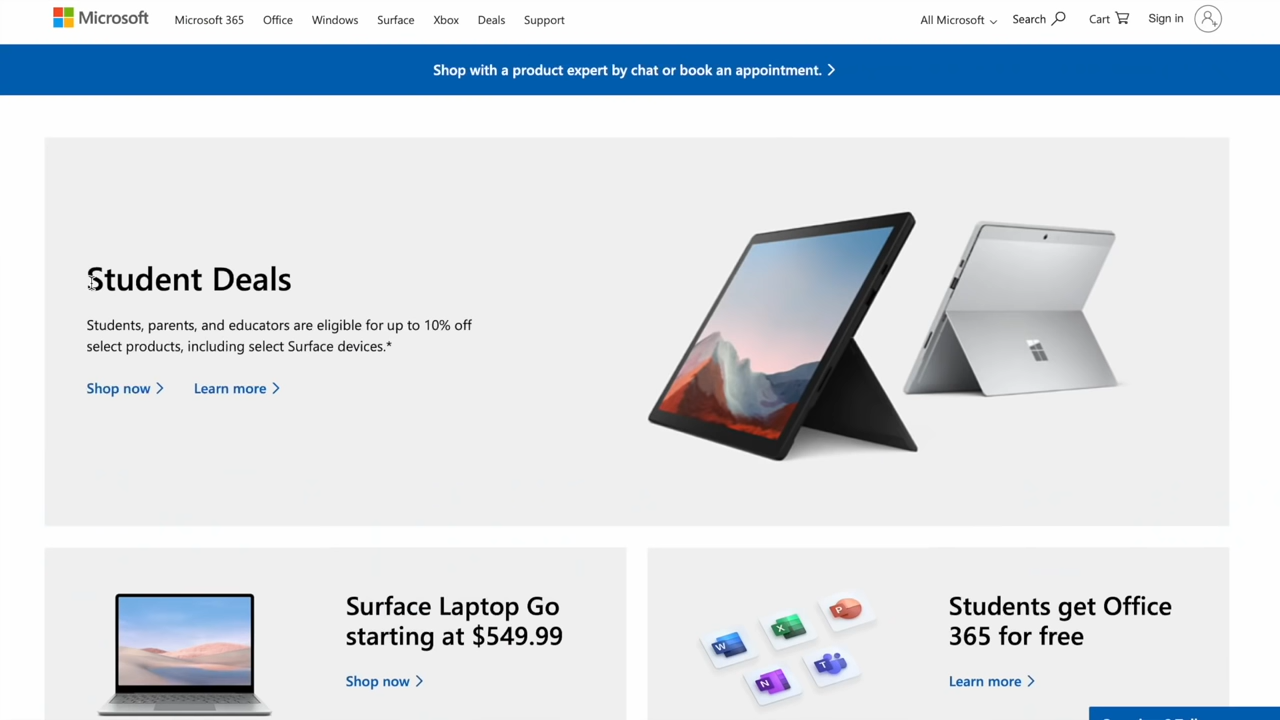 Microsoft
Microsoft 365 Office Windows Surface Xbox Deals Support
All Microsoft Search Cart Sign in
Shop with a product expert by chat or book an appointment.
Student Deals
Students, parents, and educators are eligible for up to 10% off
select products, including select Surface devices.*
Shop now Learn more
Surface Laptop Go
starting at $549.99
Shop now
W X P N T
Students get Office
365 for free
Learn more